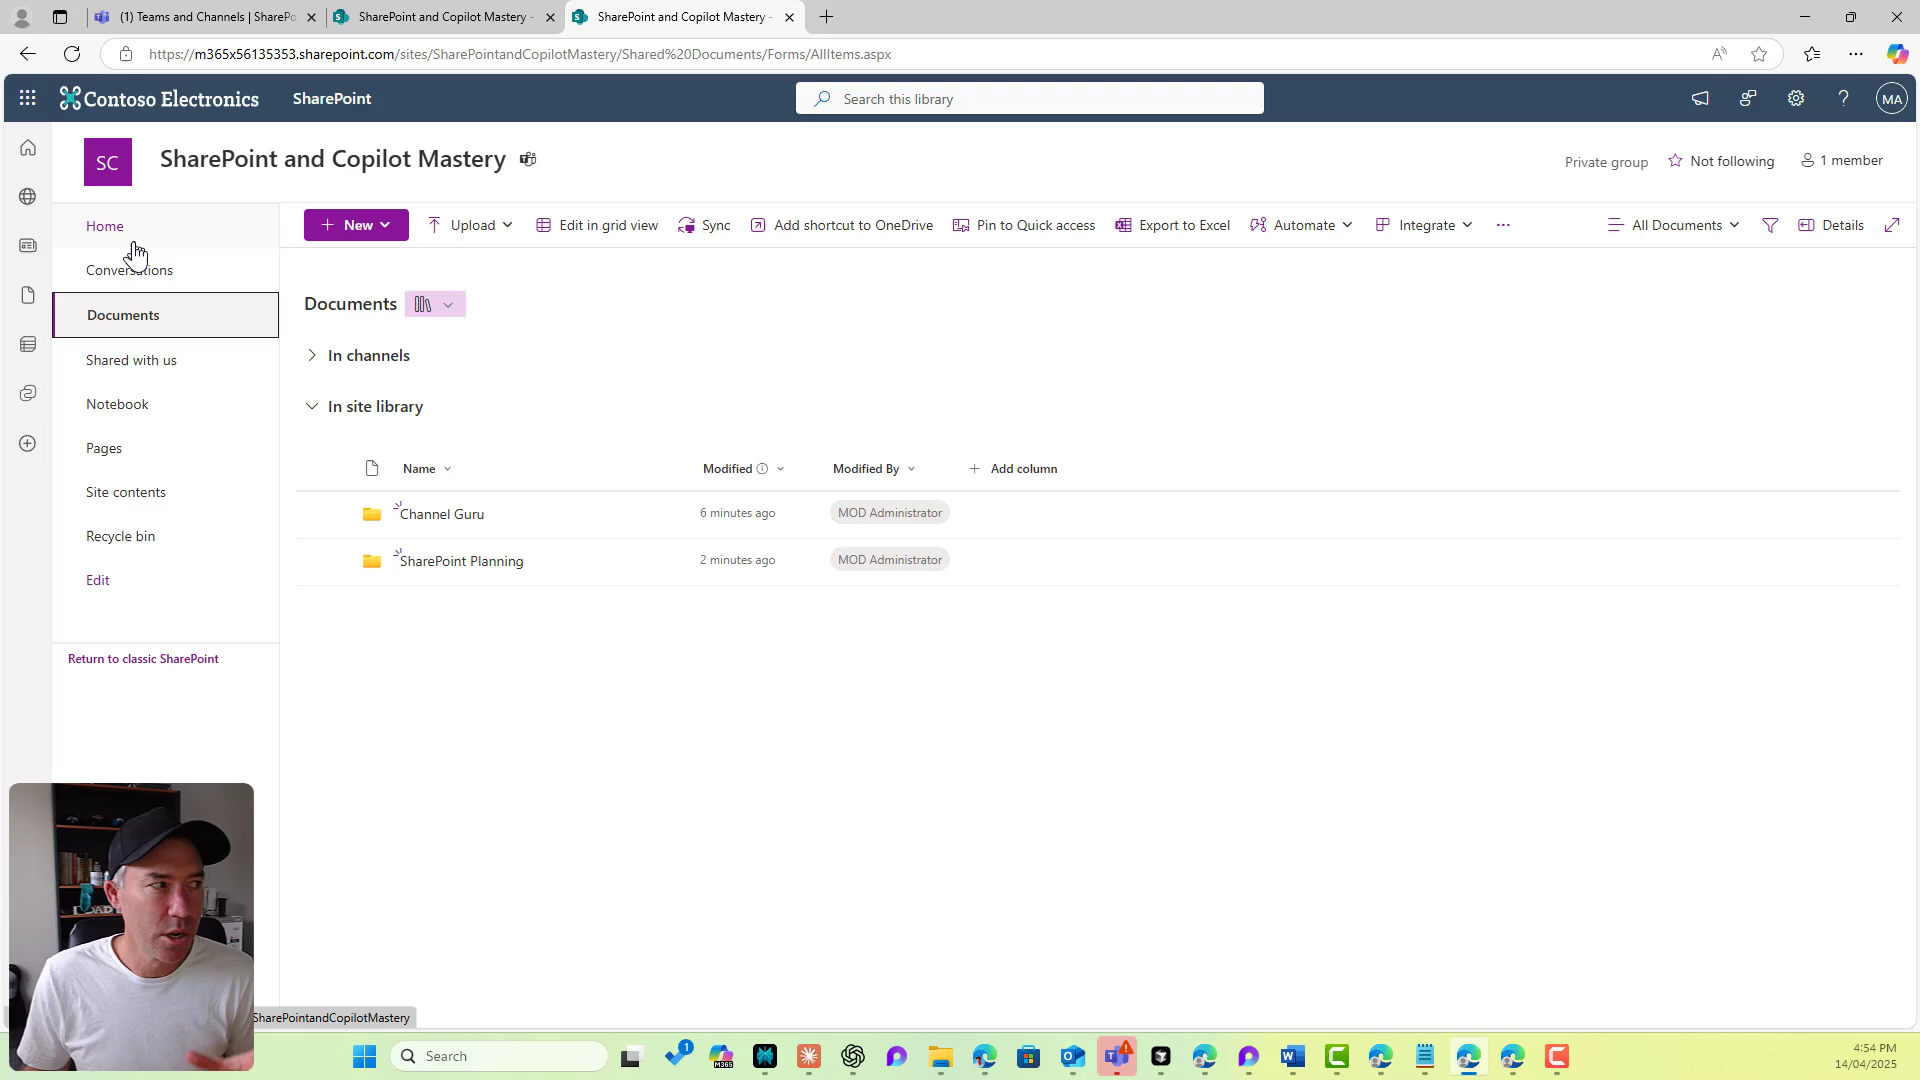 (1) Teams and Channels | SharePo
SharePoint and Copilot Mastery -
SharePoint and Copilot Mastery -
https://m365x56135353.sharepoint.com/sites/SharePointandCopilotMastery/Shared%20Documents/Forms/AllItems.aspx
Contoso Electronics
SharePoint
Search this library
MA
SC
SharePoint and Copilot Mastery
Private group
Not following
1 member
Home
Conversations
Documents
Shared with us
Notebook
Pages
Site contents
Recycle bin
Edit
Return to classic SharePoint
New
Upload
Edit in grid view
Sync
Add shortcut to OneDrive
Pin to Quick access
Export to Excel
Automate
Integrate
All Documents
Details
Documents
In channels
In site library
Name
Modified
Modified By
Add column
Channel Guru
6 minutes ago
MOD Administrator
SharePoint Planning
2 minutes ago
MOD Administrator
SharePointandCopilotMastery
Search
1
M365
4:54 PM
14/04/2025